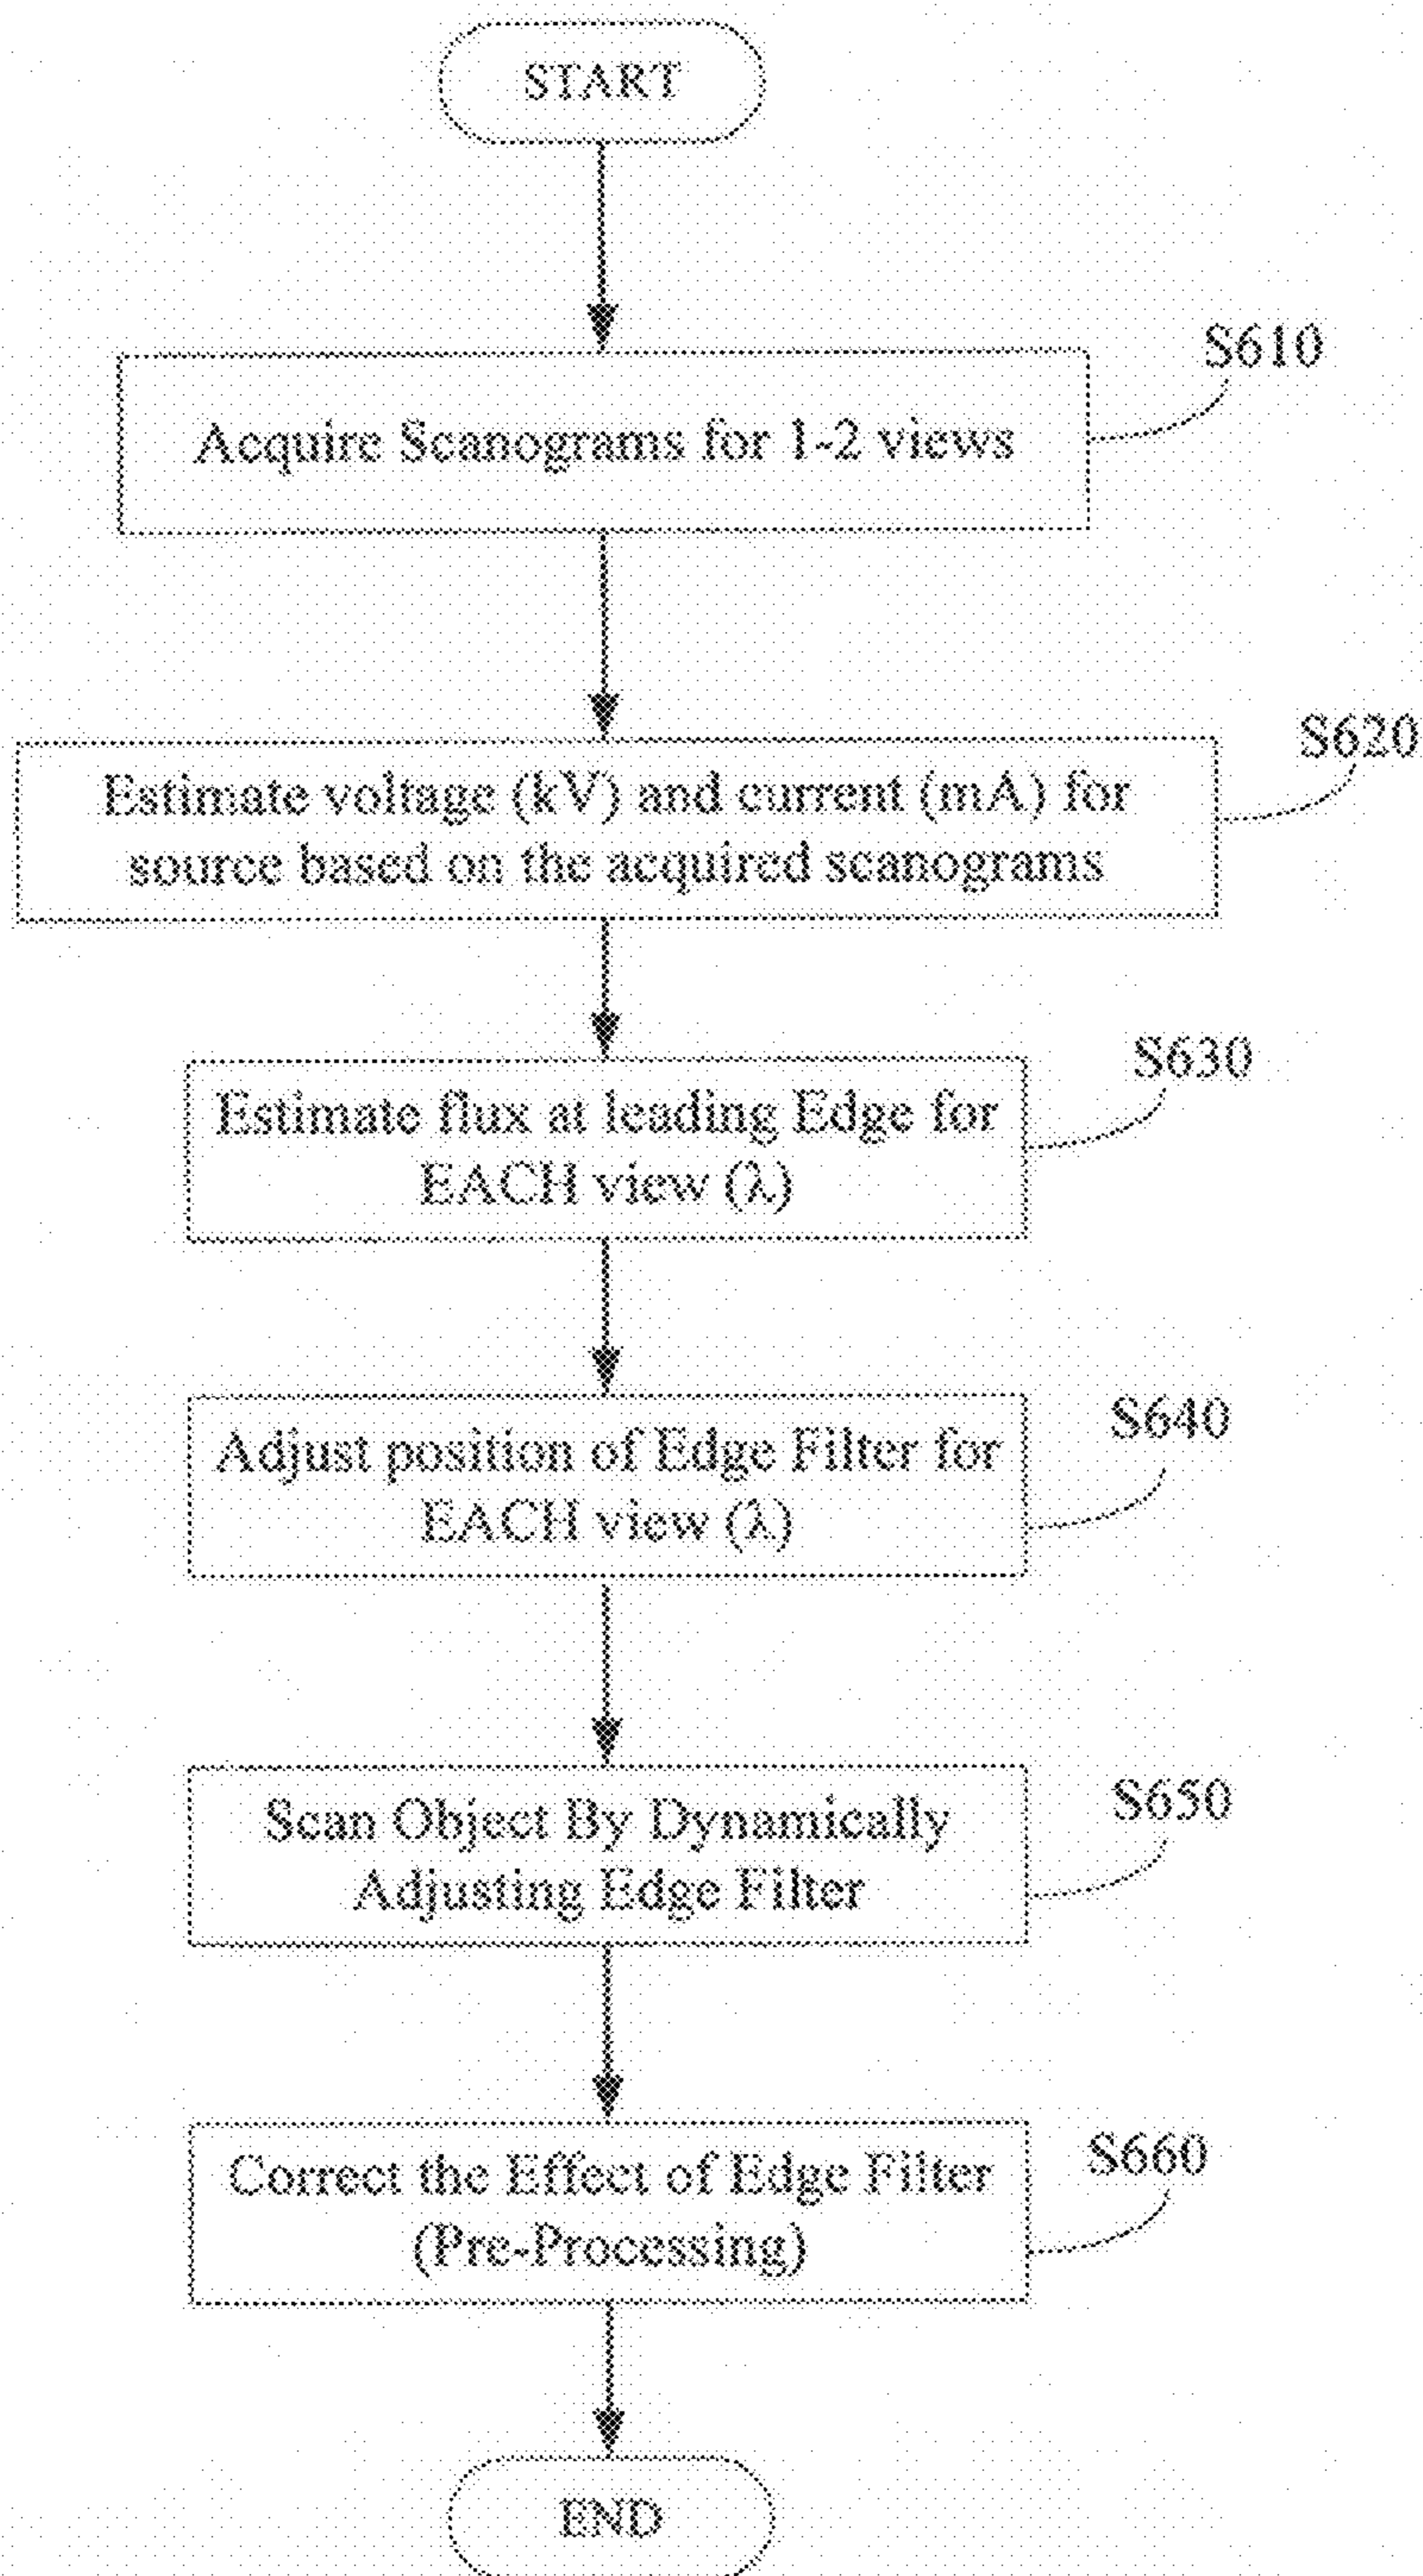 START
S610
Acquire Scanograms for 1-2 views
S620
Estimate voltage (kV) and current (mA) for
source based on the acquired scanograms
S630
Estimate flux at leading Edge for
EACH view (λ)
S640
Adjust position of Edge Filter for
EACH view (λ)
S650
Scan Object By Dynamically
Adjusting Edge Filter
S660
Correct the Effect of Edge Filter
(Pre-Processing)
END